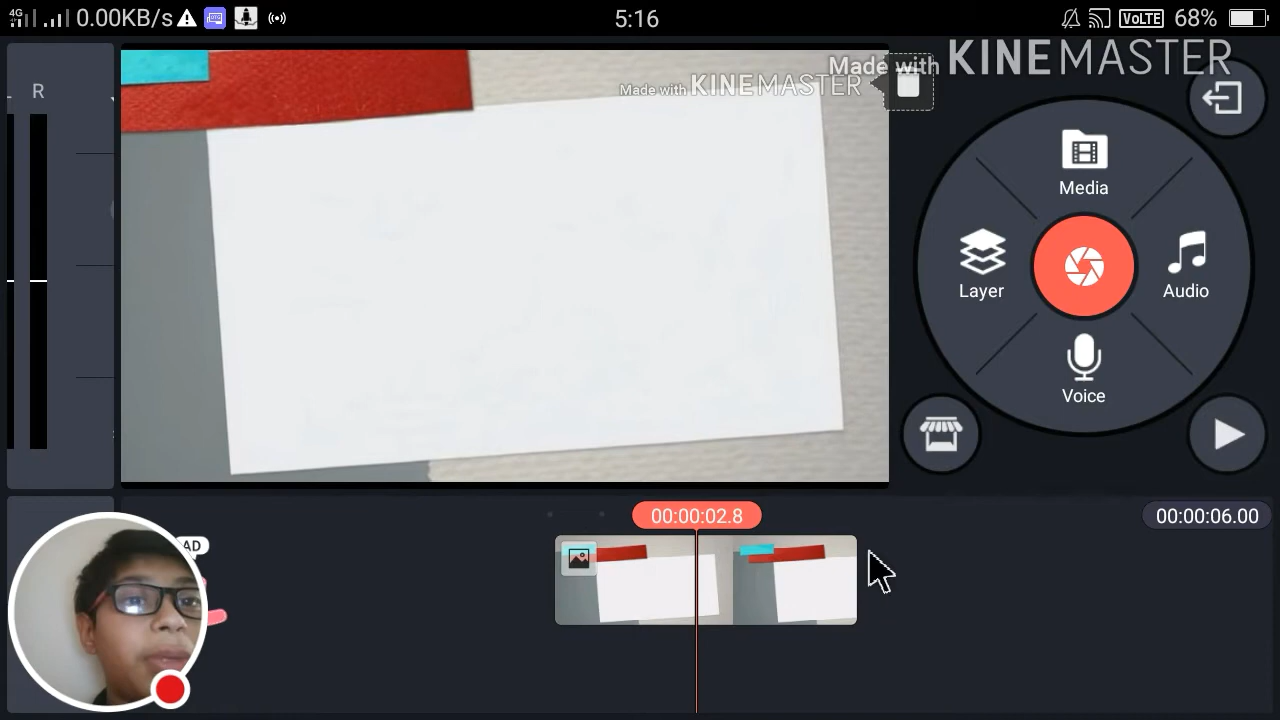 4G 0.00KB/s 5:16 VoLTE 68%
OTG
R
Made with KINEMASTER
Made with KINEMASTER
Media
Layer
Audio
Voice
00:00:02.8
00:00:06.00
AD